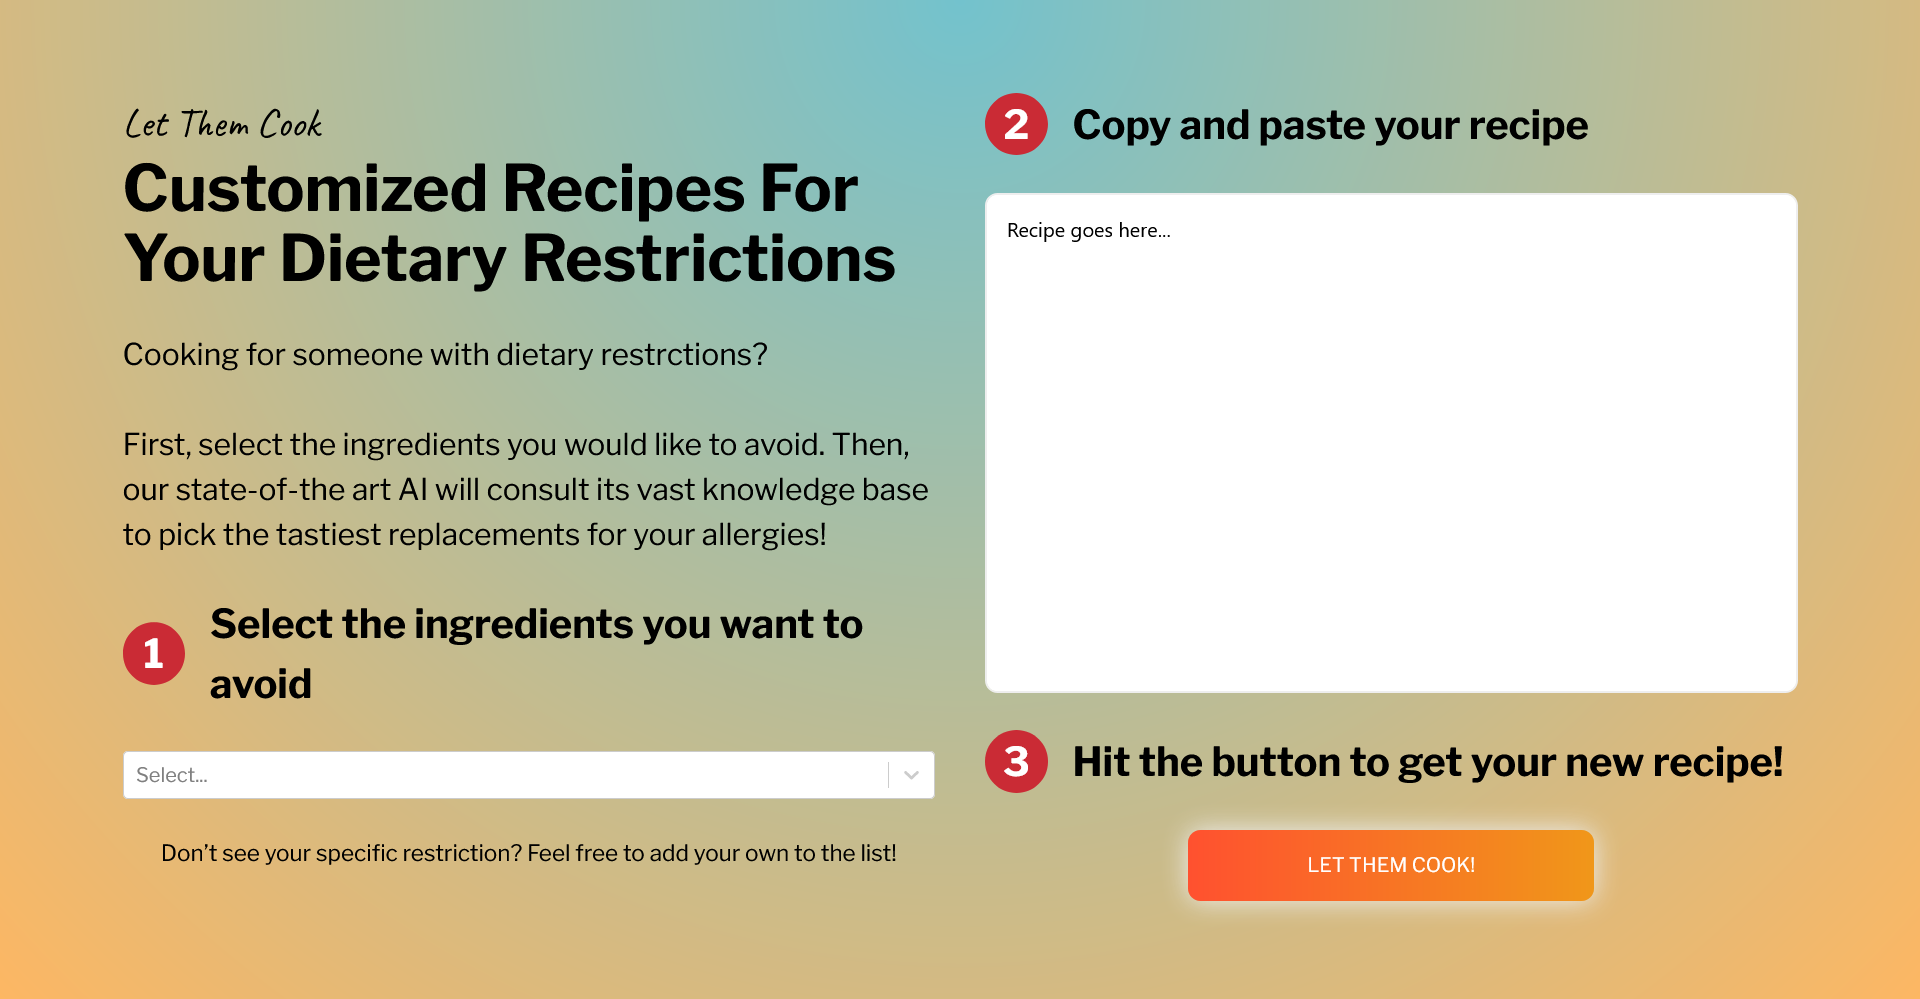 Let Them Cook
Customized Recipes For
Your Dietary Restrictions
Cooking for someone with dietary restrctions?
First, select the ingredients you would like to avoid. Then,
our state-of-the art AI will consult its vast knowledge base
to pick the tastiest replacements for your allergies!
1
Select the ingredients you want to
avoid
Select...
Don’t see your specific restriction? Feel free to add your own to the list!
2
Copy and paste your recipe
Recipe goes here...
3
Hit the button to get your new recipe!
LET THEM COOK!